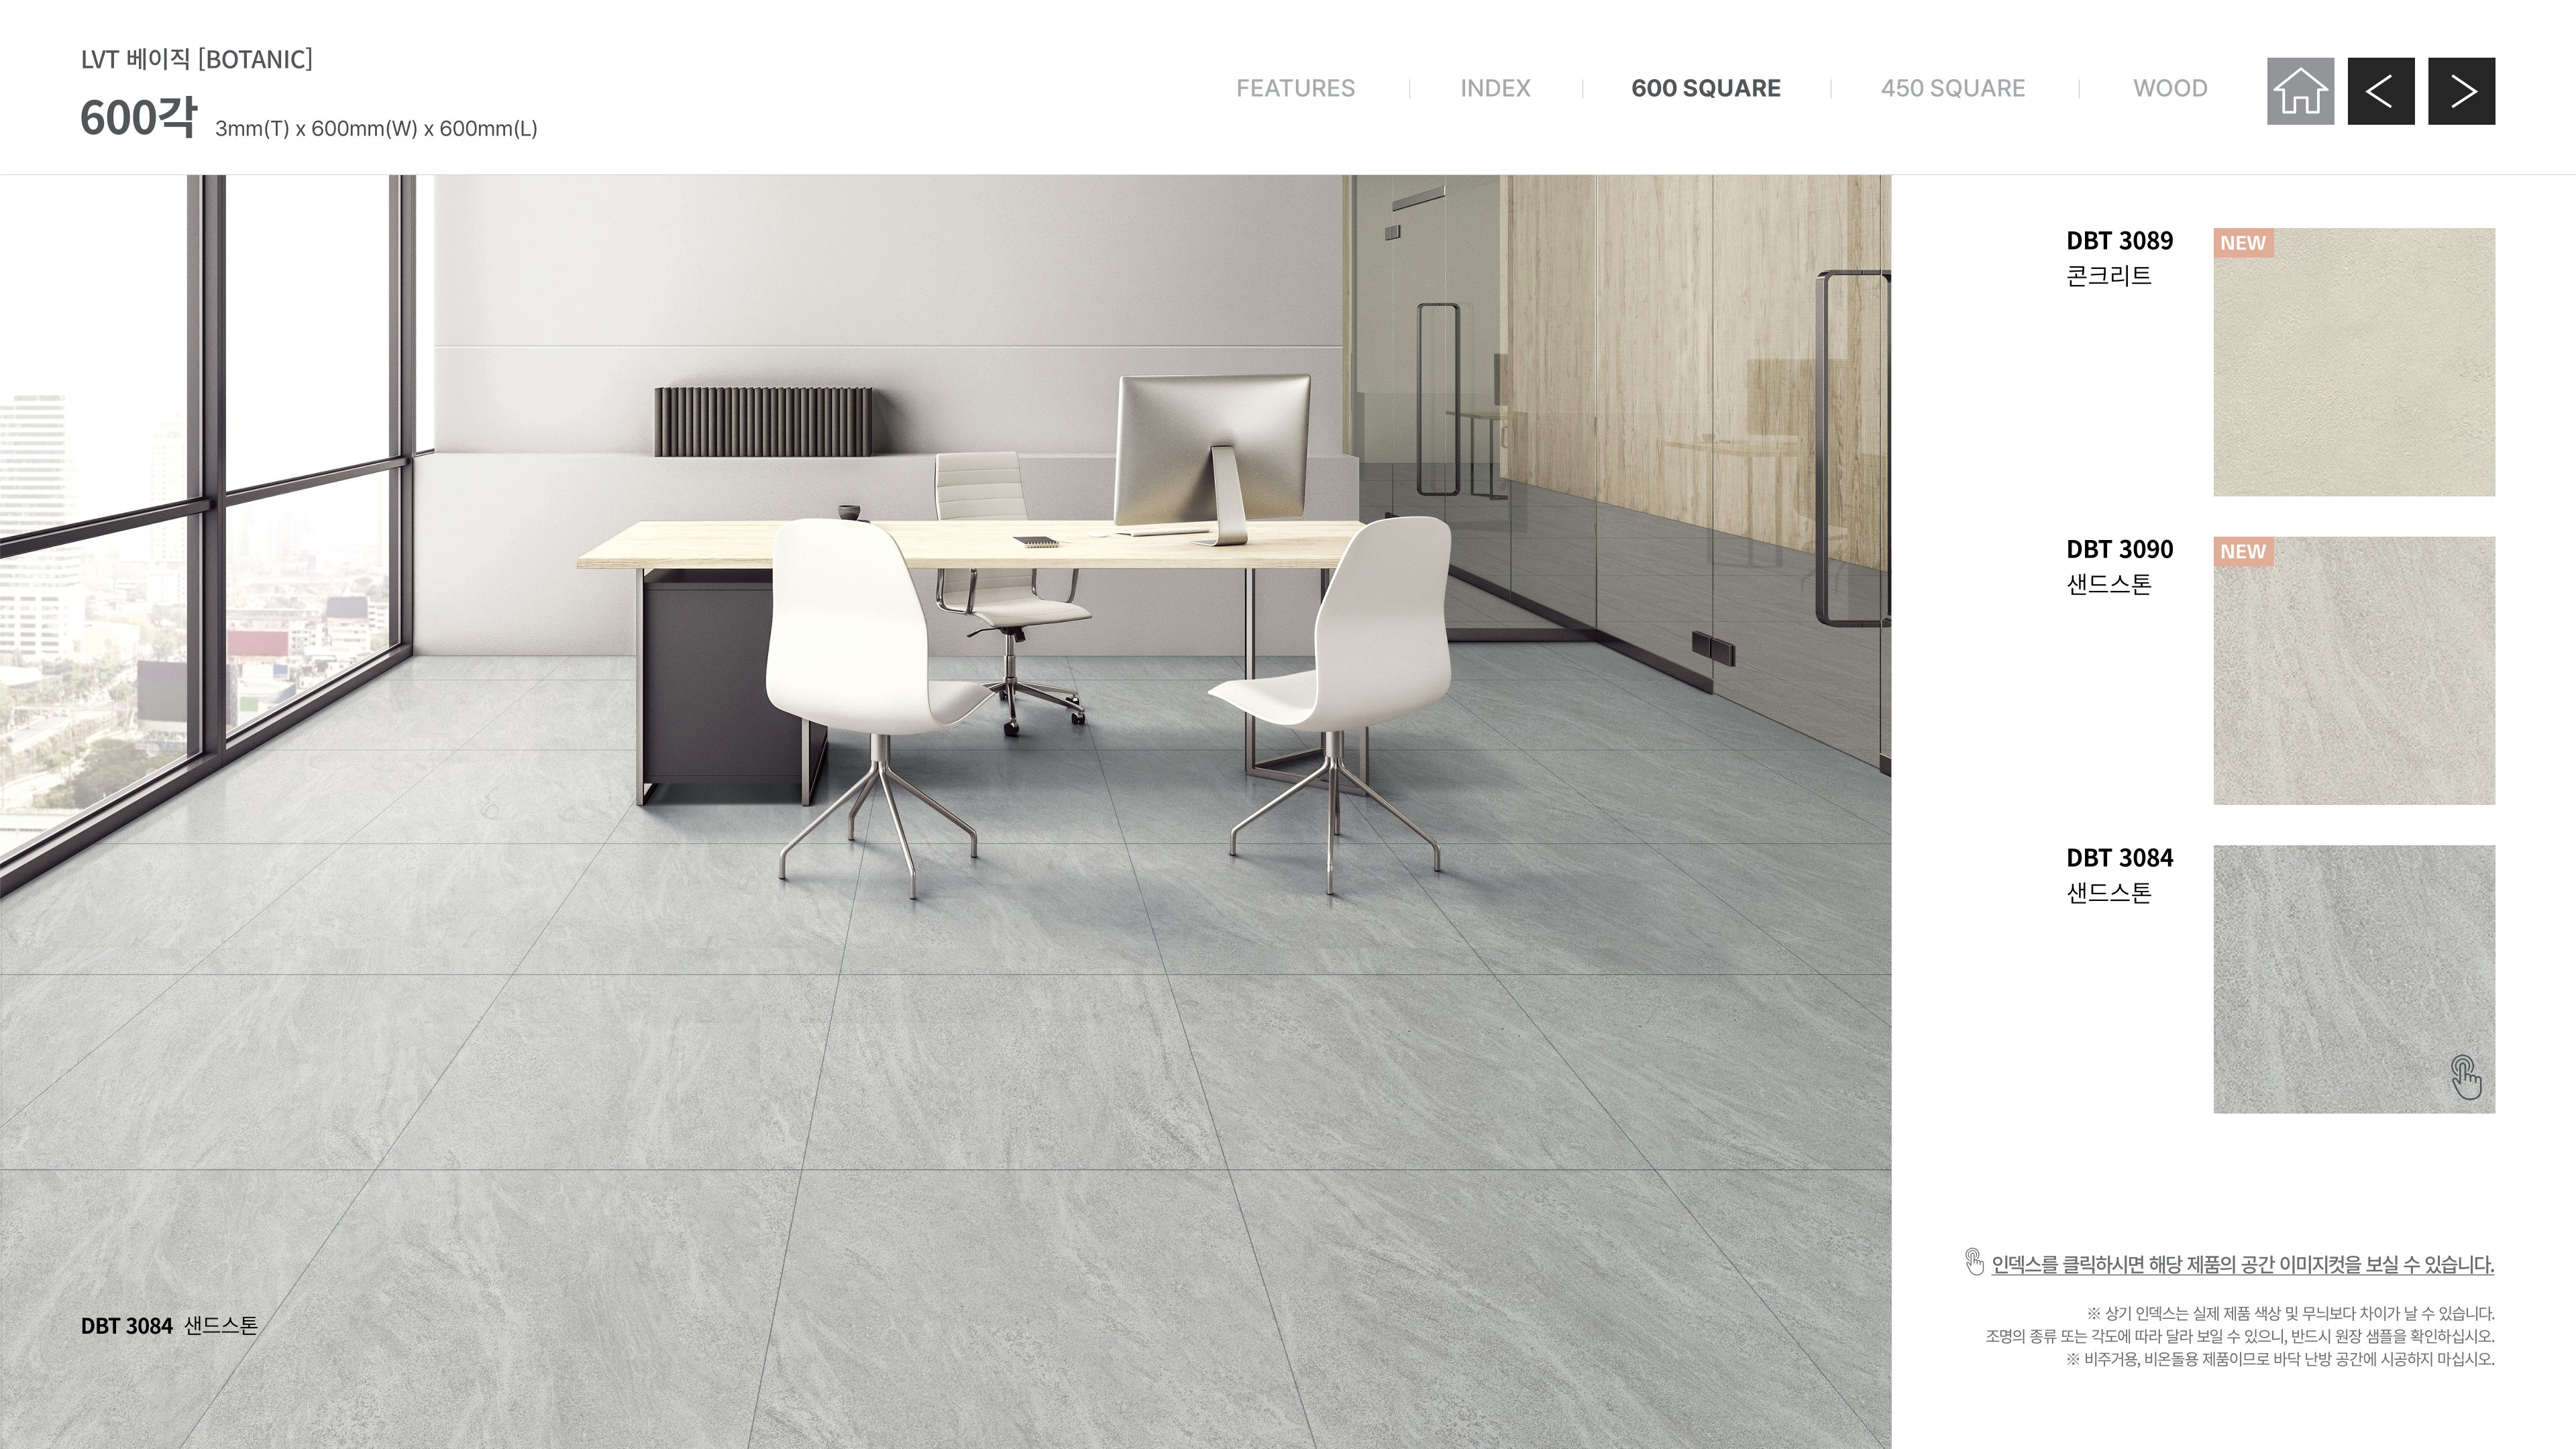 LVT 베이직 [BOTANIC]
600각 3mm(T) x 600mm(W) x 600mm(L)
FEATURES
INDEX
600 SQUARE
450 SQUARE
WOOD
DBT 3089
콘크리트
NEW
DBT 3090
샌드스톤
NEW
DBT 3084
샌드스톤
DBT 3084 샌드스톤
인덱스를 클릭하시면 해당 제품의 공간 이미지컷을 보실 수 있습니다.
※ 상기 인덱스는 실제 제품 색상 및 무늬보다 차이가 날 수 있습니다.
조명의 종류 또는 각도에 따라 달라 보일 수 있으니, 반드시 원장 샘플을 확인하십시오.
※ 비주거용, 비온돌용 제품이므로 바닥 난방 공간에 시공하지 마십시오.